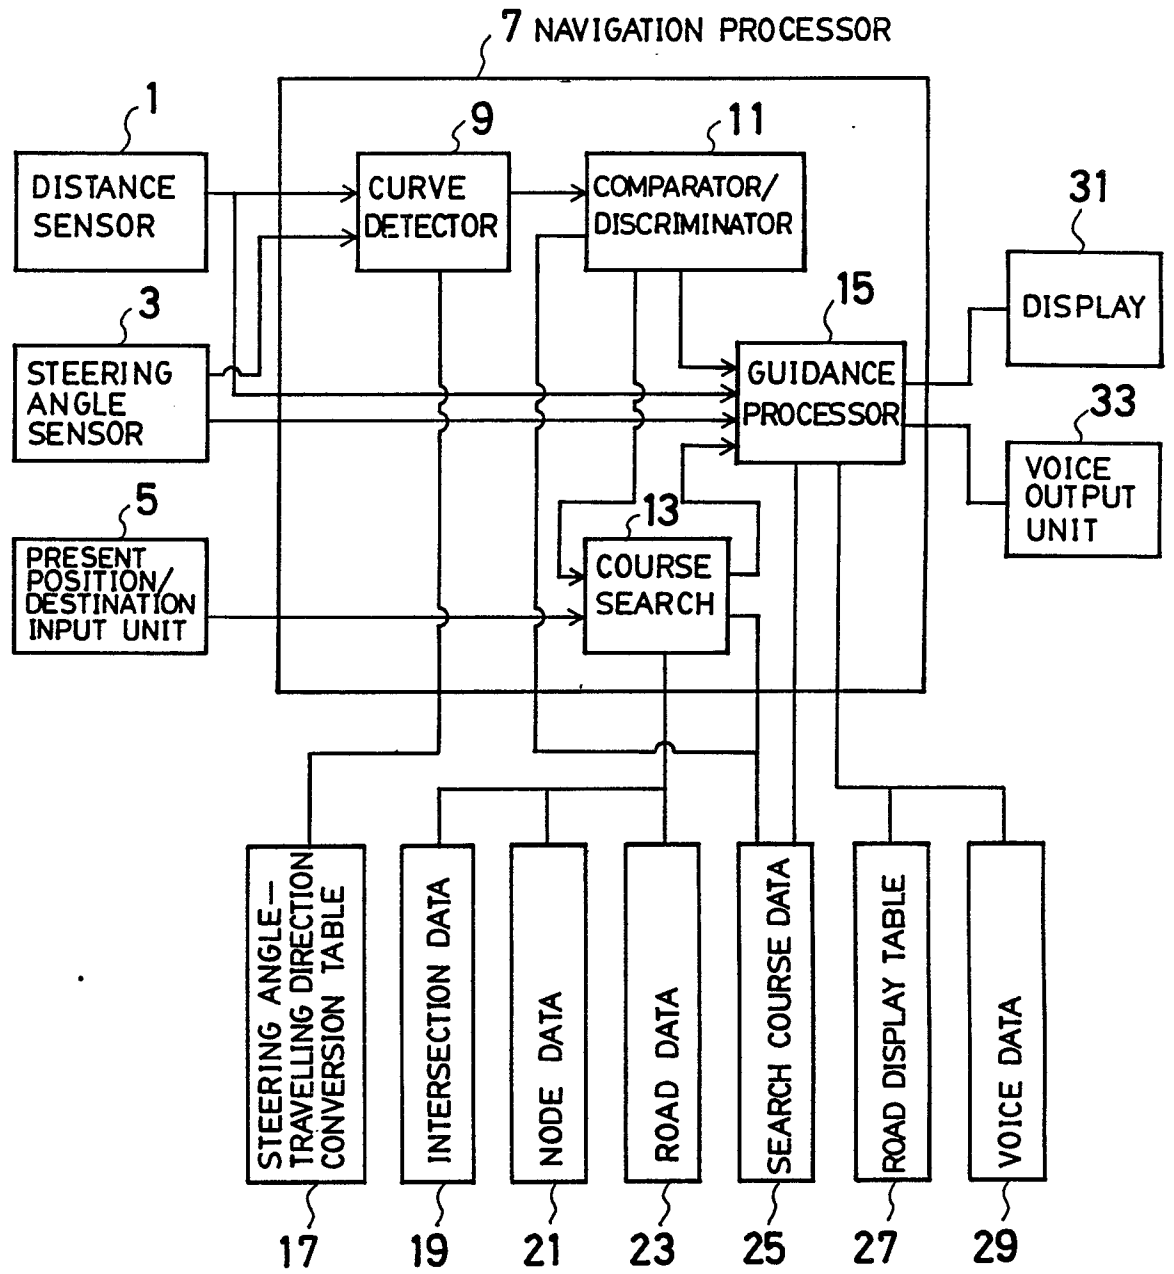 7 NAVIGATION PROCESSOR
1
DISTANCE
SENSOR
9
CURVE
DETECTOR
11
COMPARATOR/
DISCRIMINATOR
31
DISPLAY
3
STEERING
ANGLE
SENSOR
15
GUIDANCE
PROCESSOR
33
VOICE
OUTPUT
UNIT
5
PRESENT
POSITION/
DESTINATION
INPUT UNIT
13
COURSE
SEARCH
STEERING ANGLE—
TRAVELLING DIRECTION
CONVERSION TABLE
INTERSECTION DATA
NODE DATA
ROAD DATA
SEARCH COURSE DATA
ROAD DISPLAY TABLE
VOICE DATA
17
19
21
23
25
27
29